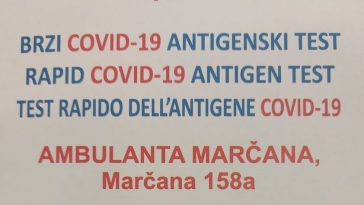 BRZI COVID-19 ANTIGENSKI TEST
RAPID COVID-19 ANTIGEN TEST
TEST RAPIDO DELL'ANTIGENE COVID-19
AMBULANTA MARČANA,
Marčana 158a